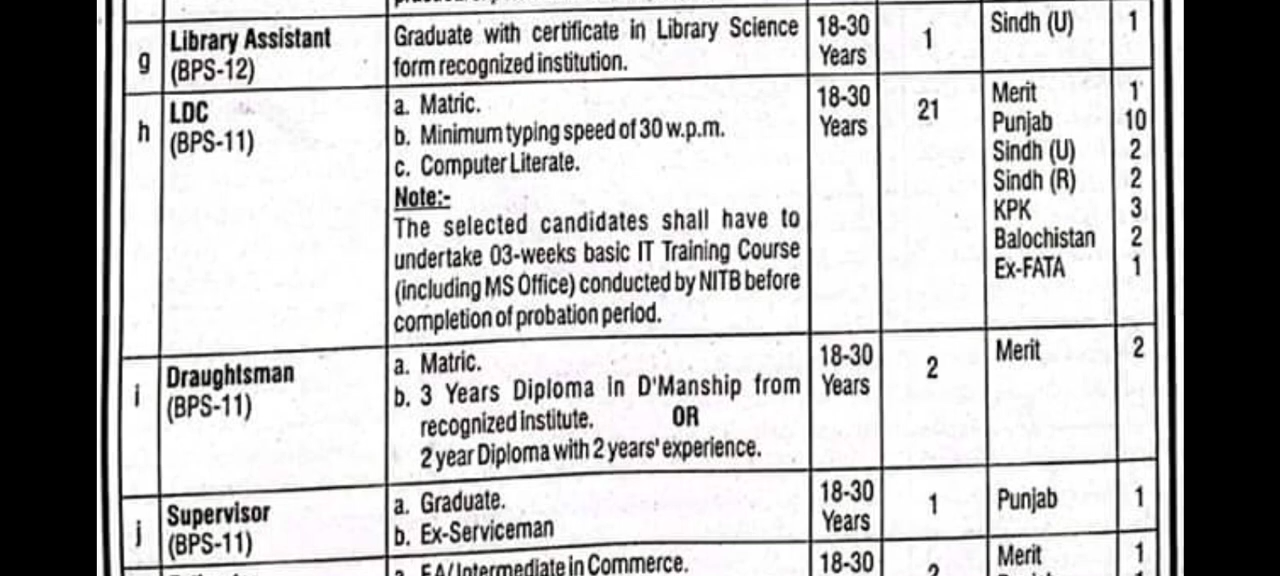 g Library Assistant Graduate with certificate in Library Science 18-30 1 Sindh (U) 1
(BPS-12) form recognized institution. Years
h LDC a. Matric. 18-30 21 Merit 1
(BPS-11) b. Minimum typing speed of 30 w.p.m. Years Punjab 10
c. Computer Literate. Sindh (U) 2
Note:- Sindh (R) 2
The selected candidates shall have to KPK 3
undertake 03-weeks basic IT Training Course Balochistan 2
(including MS Office) conducted by NITB before Ex-FATA 1
completion of probation period.
i Draughtsman a. Matric. 18-30 2 Merit 2
(BPS-11) b. 3 Years Diploma in D'Manship from Years
recognized institute. OR
2 year Diploma with 2 years' experience.
j Supervisor a. Graduate. 18-30 1 Punjab 1
(BPS-11) b. Ex-Serviceman Years
a. FA/Intermediate in Commerce. 18-30 Merit 1